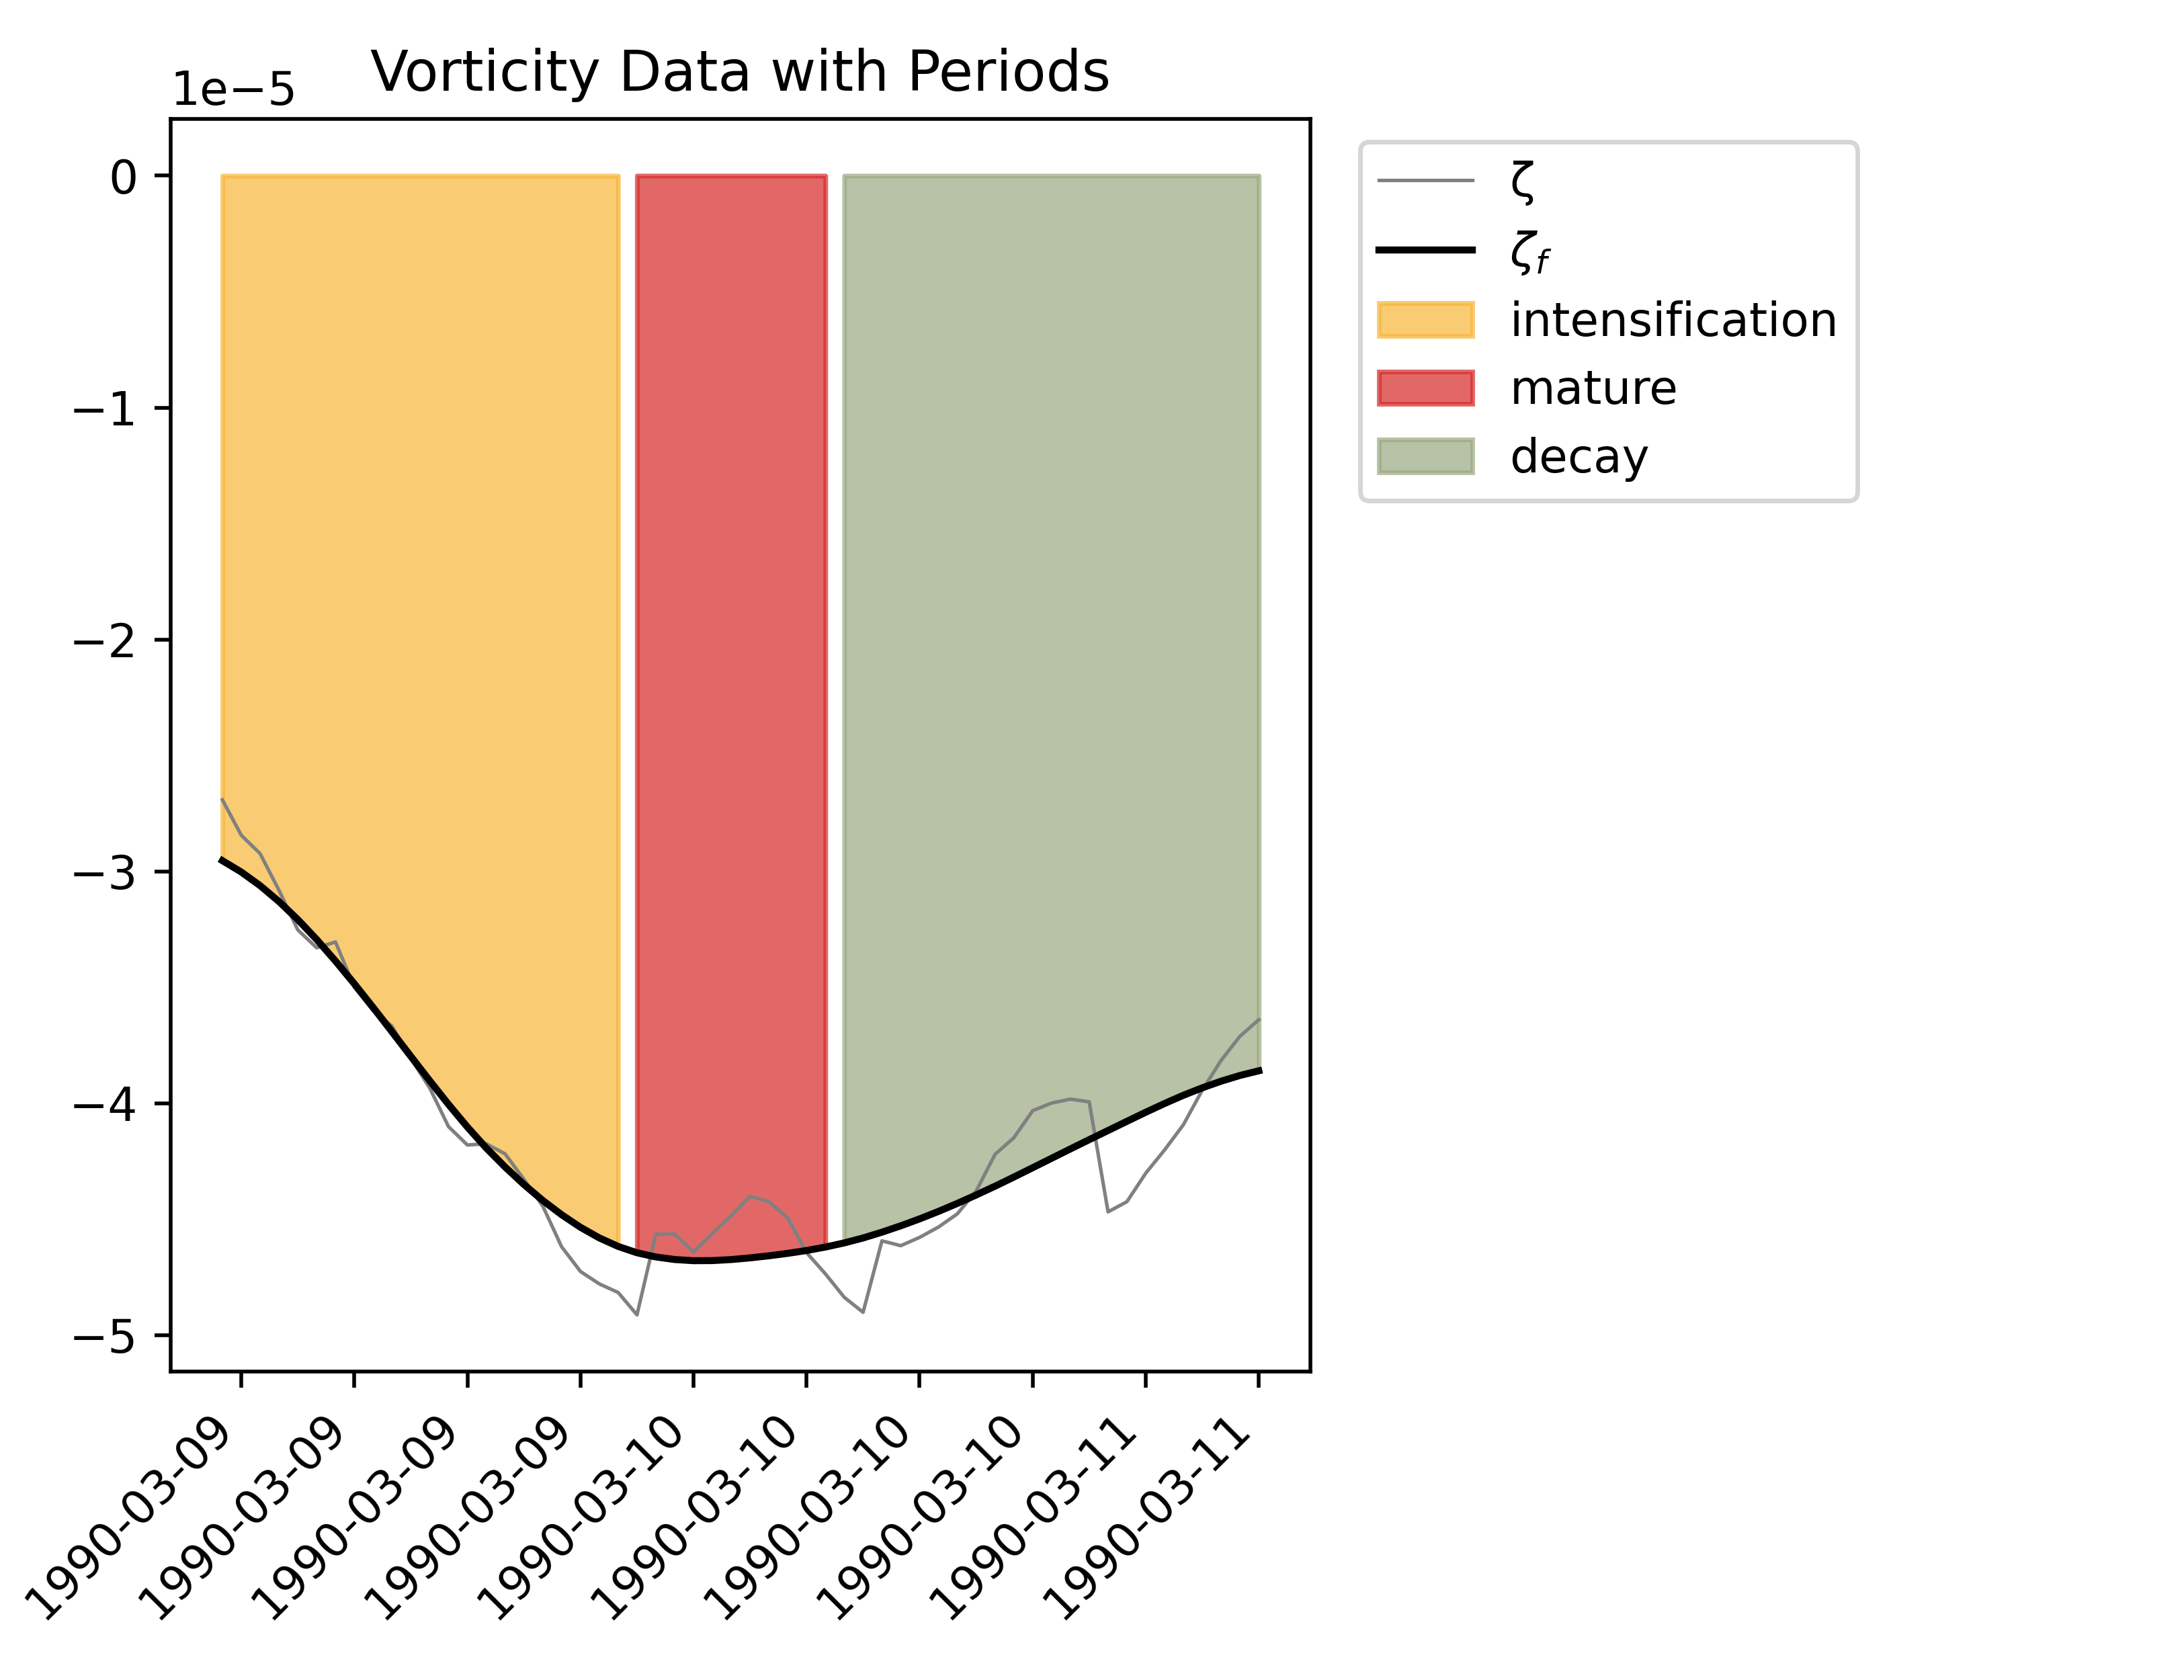 Vorticity Data with Periods
1e−5
0
−1
−2
−3
−4
−5
1990-03-09
1990-03-09
1990-03-09
1990-03-09
1990-03-10
1990-03-10
1990-03-10
1990-03-10
1990-03-11
1990-03-11
ζ
ζf
intensification
mature
decay